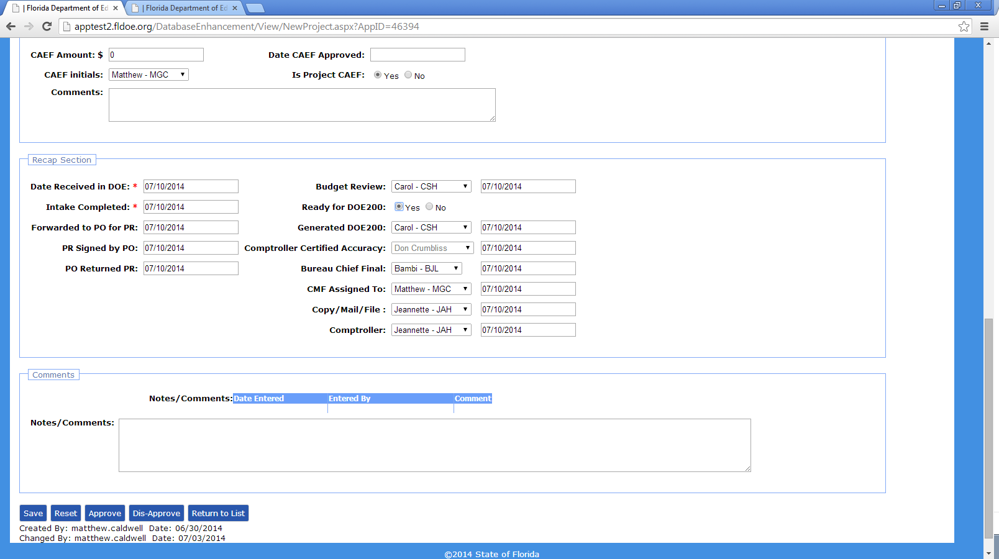 | Florida Department of Ed × | Florida Department of Ed ×
apptest2.fldoe.org/DatabaseEnhancement/View/NewProject.aspx?AppID=46394
CAEF Amount: $ 0 Date CAEF Approved:
CAEF initials: Matthew - MGC Is Project CAEF: Yes No
Comments:
Recap Section
Date Received in DOE: * 07/10/2014 Budget Review: Carol - CSH 07/10/2014
Intake Completed: * 07/10/2014 Ready for DOE200: Yes No
Forwarded to PO for PR: 07/10/2014 Generated DOE200: Carol - CSH 07/10/2014
PR Signed by PO: 07/10/2014 Comptroller Certified Accuracy: Don Crumbliss 07/10/2014
PO Returned PR: 07/10/2014 Bureau Chief Final: Bambi - BJL 07/10/2014
CMF Assigned To: Matthew - MGC 07/10/2014
Copy/Mail/File : Jeannette - JAH 07/10/2014
Comptroller: Jeannette - JAH 07/10/2014
Comments
Notes/Comments: Date Entered Entered By Comment
Notes/Comments:
Save Reset Approve Dis-Approve Return to List
Created By: matthew.caldwell Date: 06/30/2014
Changed By: matthew.caldwell Date: 07/03/2014
©2014 State of Florida